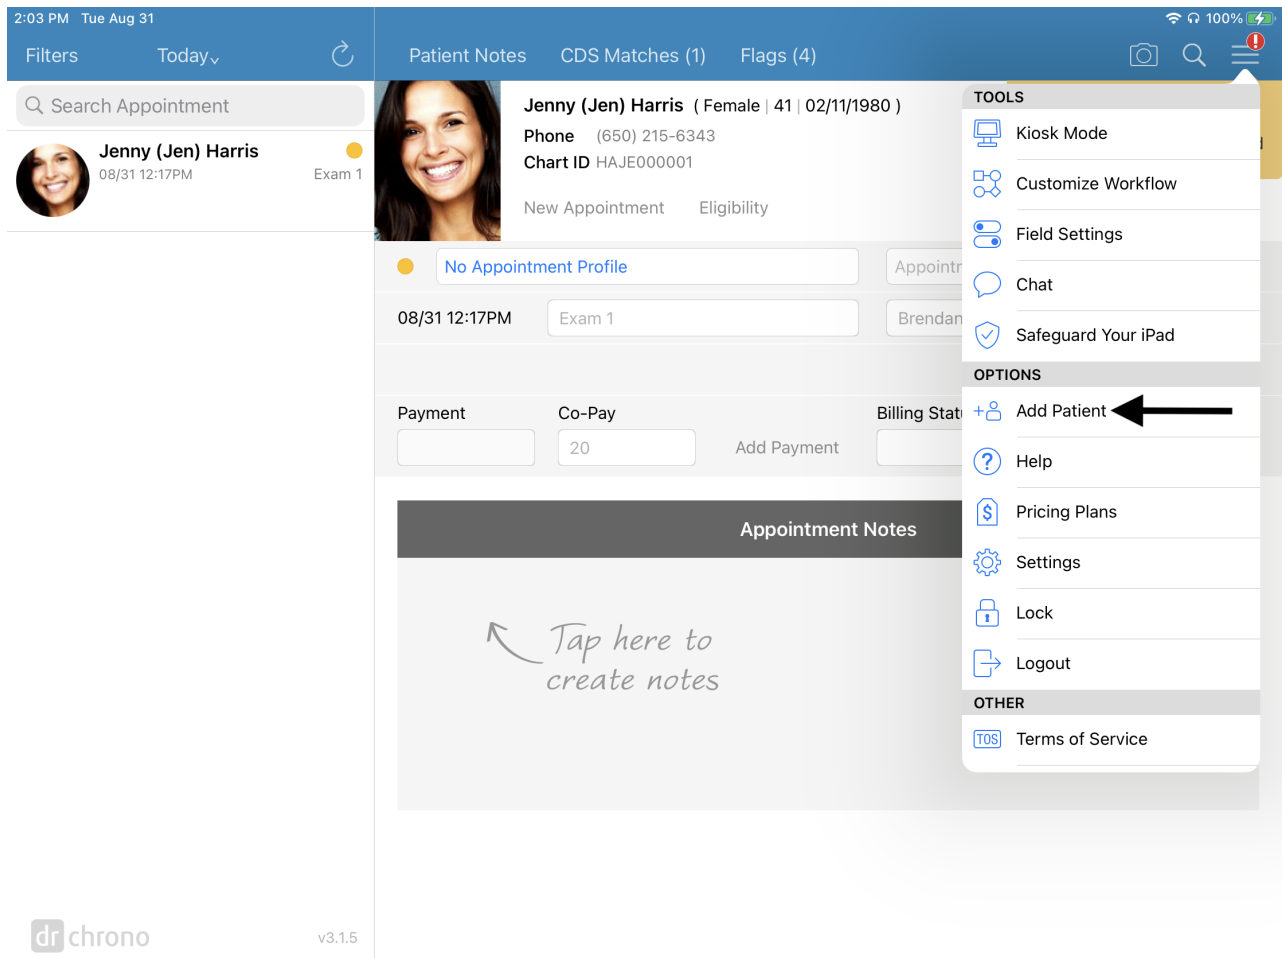 2:03 PM Tue Aug 31
100%
Filters
Today
Patient Notes
CDS Matches (1)
Flags (4)
Search Appointment
Jenny (Jen) Harris
08/31 12:17PM
Exam 1
Jenny (Jen) Harris ( Female | 41 | 02/11/1980 )
Phone (650) 215-6343
Chart ID HAJE000001
New Appointment
Eligibility
No Appointment Profile
08/31 12:17PM
Exam 1
Brendan
Payment
Co-Pay
Billing
20
Add Payment
Appointment Notes
Tap here to
create notes
TOOLS
Kiosk Mode
Customize Workflow
Field Settings
Chat
Safeguard Your iPad
OPTIONS
+ Add Patient
? Help
$ Pricing Plans
Settings
Lock
Logout
OTHER
TOS Terms of Service
dr chrono
v3.1.5